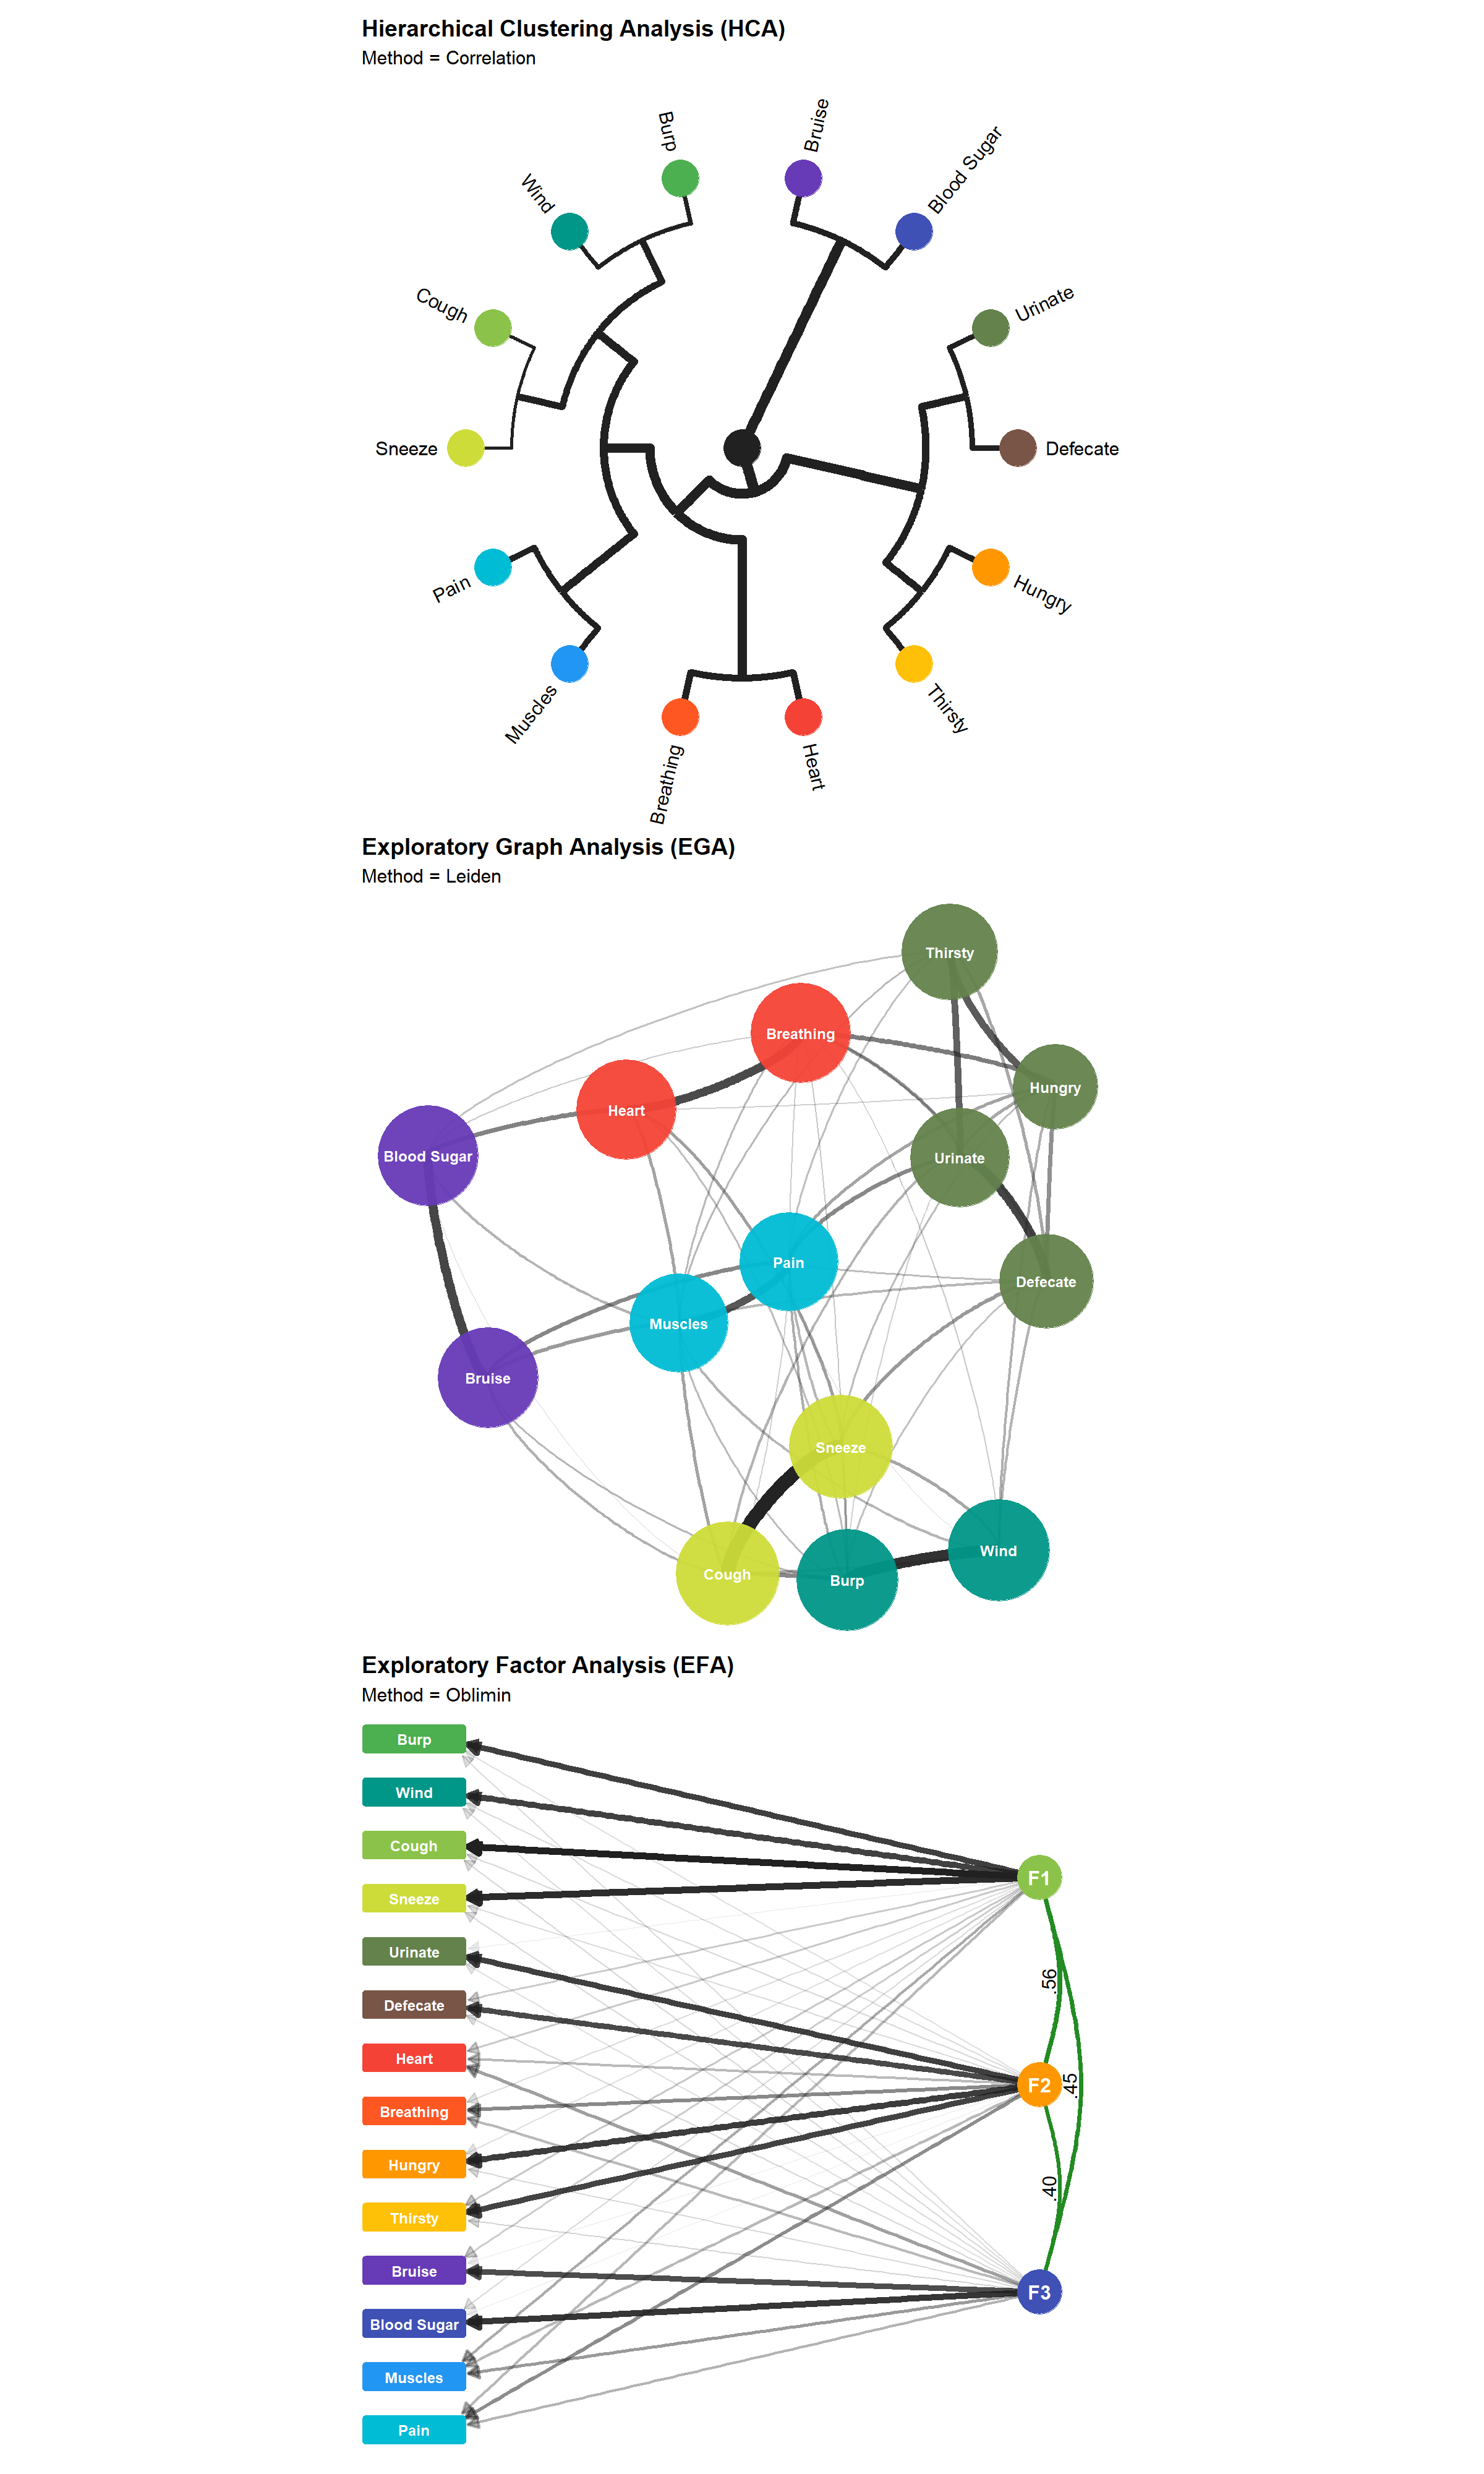 Hierarchical Clustering Analysis (HCA)
Method = Correlation
Burp
Bruise
Wind
Blood Sugar
Cough
Urinate
Sneeze
Defecate
Pain
Hungry
Muscles
Thirsty
Breathing
Heart
Exploratory Graph Analysis (EGA)
Method = Leiden
Thirsty
Breathing
Hungry
Heart
Blood Sugar
Urinate
Pain
Defecate
Muscles
Bruise
Sneeze
Wind
Cough
Burp
Exploratory Factor Analysis (EFA)
Method = Oblimin
Burp
Wind
Cough
F1
Sneeze
Urinate
.56
Defecate
Heart
F2
.45
Breathing
Hungry
.40
Thirsty
Bruise
F3
Blood Sugar
Muscles
Pain